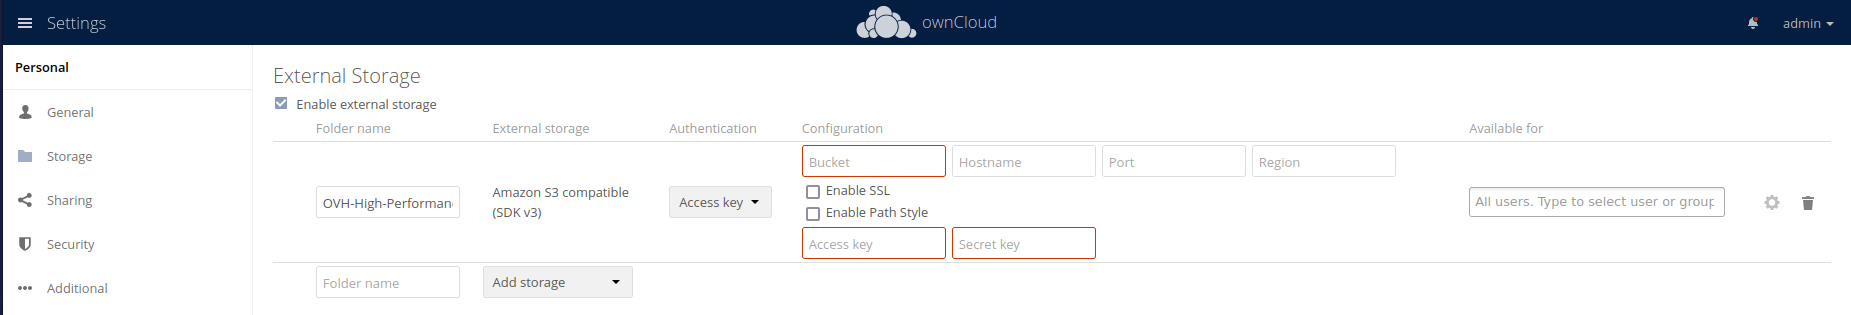 Settings
ownCloud
admin
Personal
General
Storage
Sharing
Security
Additional
External Storage
Enable external storage
Folder name External storage Authentication Configuration Available for
Bucket Hostname Port Region
Enable SSL
OVH-High-Performan Amazon S3 compatible (SDK v3) Access key All users. Type to select user or group
Enable Path Style
Access key Secret key
Folder name Add storage